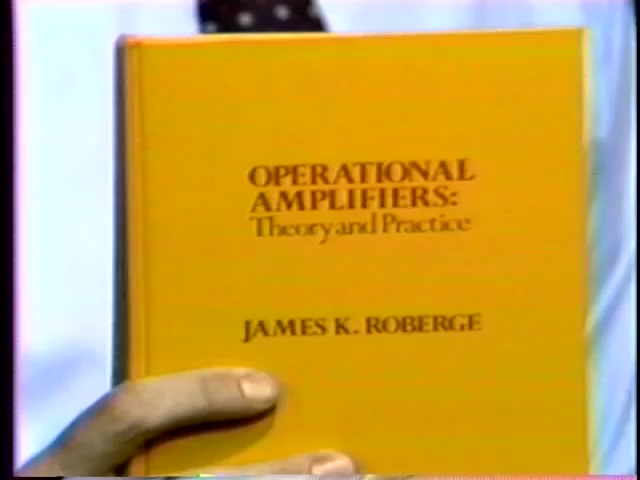 OPERATIONAL
AMPLIFIERS:
Theory and Practice
JAMES K. ROBERGE